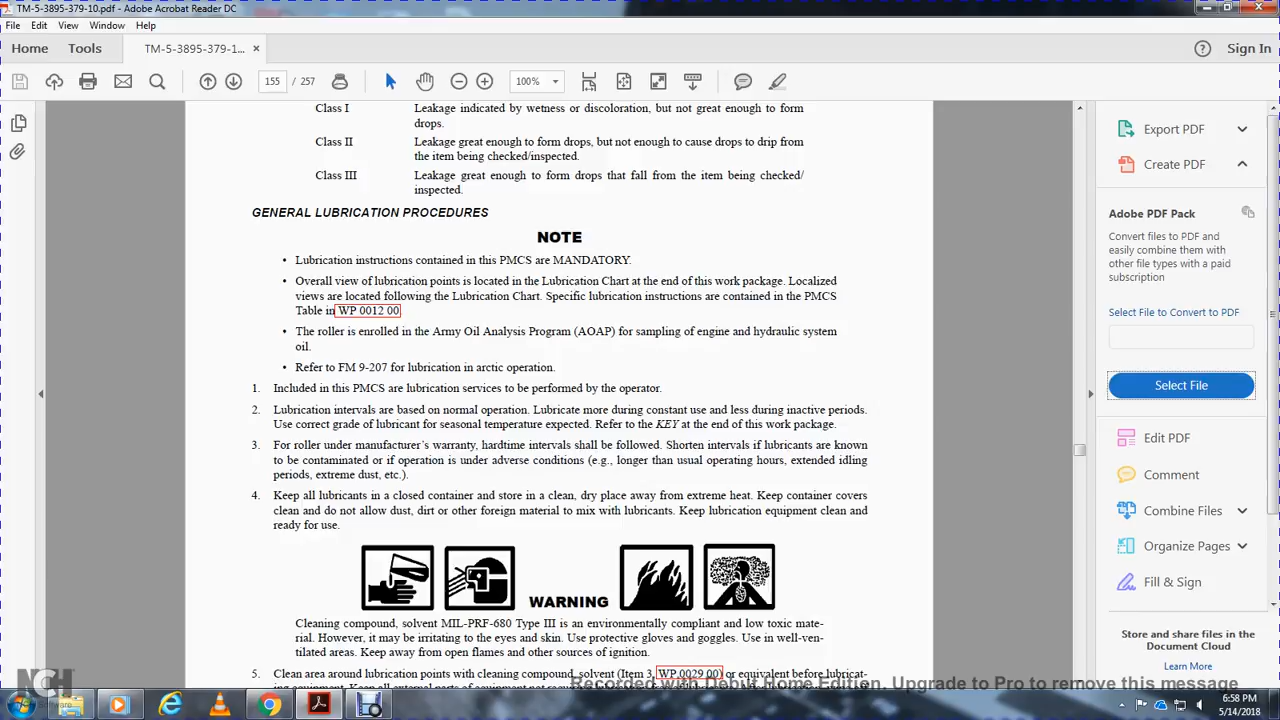 TM-5-3895-379-10.pdf - Adobe Acrobat Reader DC
File Edit View Window Help
Home Tools TM-5-3895-379-1... × Sign In
155 / 257 100%
Class I Leakage indicated by wetness or discoloration, but not great enough to form
drops.
Class II Leakage great enough to form drops, but not enough to cause drops to drip from
the item being checked/inspected.
Class III Leakage great enough to form drops that fall from the item being checked/
inspected.
GENERAL LUBRICATION PROCEDURES
NOTE
• Lubrication instructions contained in this PMCS are MANDATORY.
• Overall view of lubrication points is located in the Lubrication Chart at the end of this work package. Localized
views are located following the Lubrication Chart. Specific lubrication instructions are contained in the PMCS
Table in WP 0012 00
• The roller is enrolled in the Army Oil Analysis Program (AOAP) for sampling of engine and hydraulic system
oil.
• Refer to FM 9-207 for lubrication in arctic operation.
1. Included in this PMCS are lubrication services to be performed by the operator.
2. Lubrication intervals are based on normal operation. Lubricate more during constant use and less during inactive periods.
Use correct grade of lubricant for seasonal temperature expected. Refer to the KEY at the end of this work package.
3. For roller under manufacturer's warranty, hardtime intervals shall be followed. Shorten intervals if lubricants are known
to be contaminated or if operation is under adverse conditions (e.g., longer than usual operating hours, extended idling
periods, extreme dust, etc.).
4. Keep all lubricants in a closed container and store in a clean, dry place away from extreme heat. Keep container covers
clean and do not allow dust, dirt or other foreign material to mix with lubricants. Keep lubrication equipment clean and
ready for use.
WARNING
Cleaning compound, solvent MIL-PRF-680 Type III is an environmentally compliant and low toxic mate-
rial. However, it may be irritating to the eyes and skin. Use protective gloves and goggles. Use in well-ven-
tilated areas. Keep away from open flames and other sources of ignition.
5. Clean area around lubrication points with cleaning compound, solvent (Item 3, WP 0029 00) or equivalent before lubricat-
Export PDF
Create PDF
Adobe PDF Pack
Convert files to PDF and
easily combine them with
other file types with a paid
subscription
Select File to Convert to PDF
Select File
Edit PDF
Comment
Combine Files
Organize Pages
Fill & Sign
Store and share files in the
Document Cloud
Learn More
NCH
Software
Recorded with Debut Home Edition. Upgrade to Pro to remove this message
6:58 PM
5/14/2018